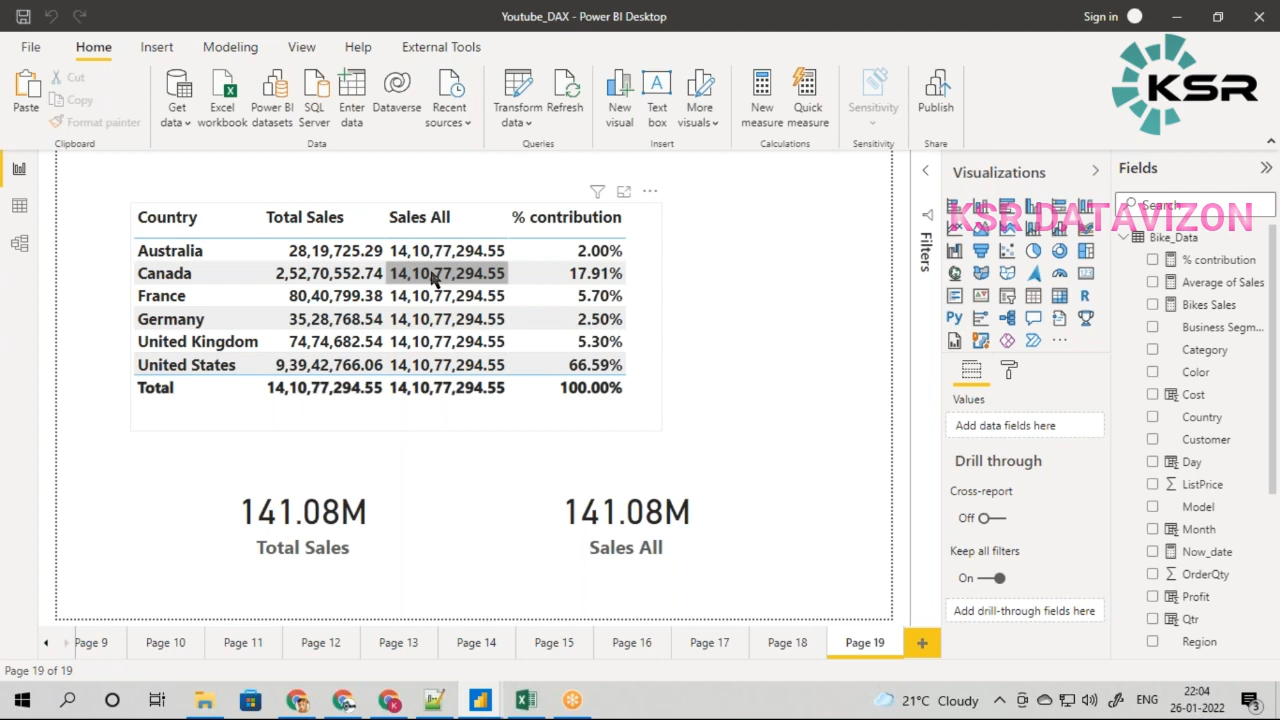 Youtube_DAX - Power BI Desktop
Sign in
File Home Insert Modeling View Help External Tools
Paste
Cut
Copy
Format painter
Clipboard
Get data
Excel workbook
Power BI datasets
SQL Server
Enter data
Dataverse
Recent sources
Data
Transform data
Refresh
Queries
New visual
Text box
More visuals
Insert
New measure
Quick measure
Calculations
Sensitivity
Sensitivity
Publish
Share
KSR
Country Total Sales Sales All % contribution
Australia 28,19,725.29 14,10,77,294.55 2.00%
Canada 2,52,70,552.74 14,10,77,294.55 17.91%
France 80,40,799.38 14,10,77,294.55 5.70%
Germany 35,28,768.54 14,10,77,294.55 2.50%
United Kingdom 74,74,682.54 14,10,77,294.55 5.30%
United States 9,39,42,766.06 14,10,77,294.55 66.59%
Total 14,10,77,294.55 14,10,77,294.55 100.00%
141.08M
Total Sales
141.08M
Sales All
Filters
Visualizations
R
Py
Values
Add data fields here
Drill through
Cross-report
Off
Keep all filters
On
Add drill-through fields here
Fields
Search
KSR DATAVIZON
Bike_Data
% contribution
Average of Sales
Bikes Sales
Business Segm...
Category
Color
Cost
Country
Customer
Day
ListPrice
Model
Month
Now_date
OrderQty
Profit
Qtr
Region
Page 9 Page 10 Page 11 Page 12 Page 13 Page 14 Page 15 Page 16 Page 17 Page 18 Page 19
Page 19 of 19
21°C Cloudy
ENG
22:04
26-01-2022
3